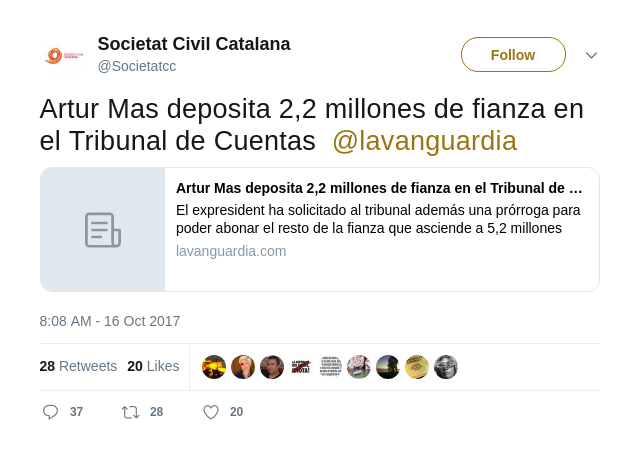 Societat Civil Catalana
@Societatcc
Follow
Artur Mas deposita 2,2 millones de fianza en
el Tribunal de Cuentas @lavanguardia
Artur Mas deposita 2,2 millones de fianza en el Tribunal de …
El expresident ha solicitado al tribunal además una prórroga para
poder abonar el resto de la fianza que asciende a 5,2 millones
lavanguardia.com
8:08 AM - 16 Oct 2017
28 Retweets 20 Likes
37 28 20